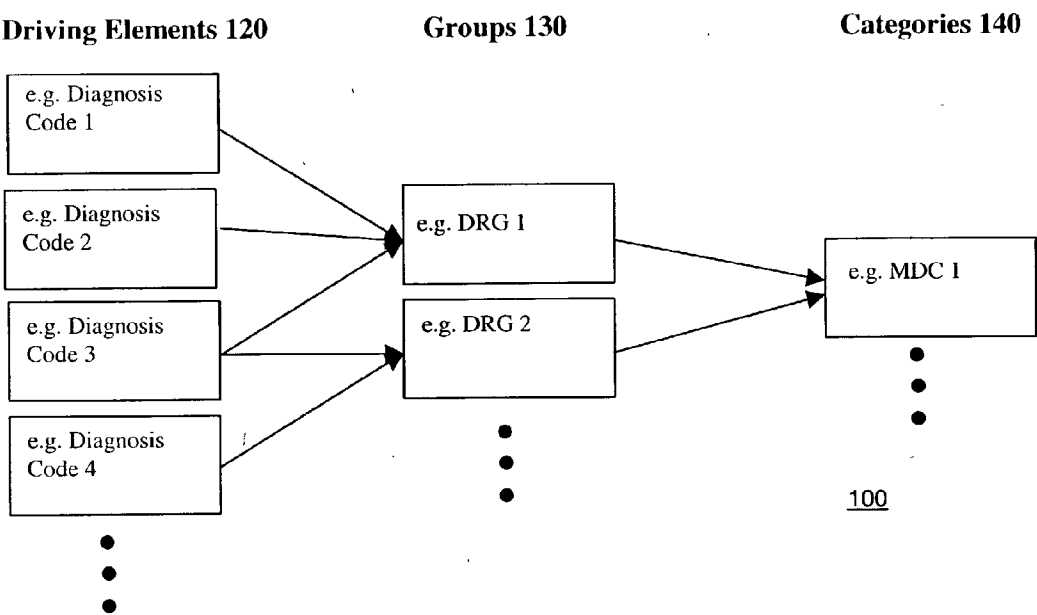 Driving Elements 120
Groups 130
Categories 140
e.g. Diagnosis
Code 1
e.g. Diagnosis
Code 2
e.g. Diagnosis
Code 3
e.g. Diagnosis
Code 4
e.g. DRG 1
e.g. DRG 2
e.g. MDC 1
100